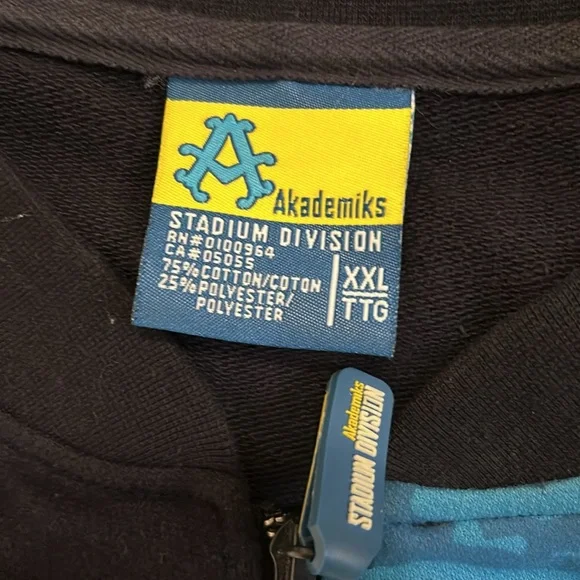 A
Akademiks
STADIUM DIVISION
RN#0100964
CA#05055
75%COTTON/COTON
25%POLYESTER/
POLYESTER
XXL
TTG
Akademiks
STADIUM DIVISION